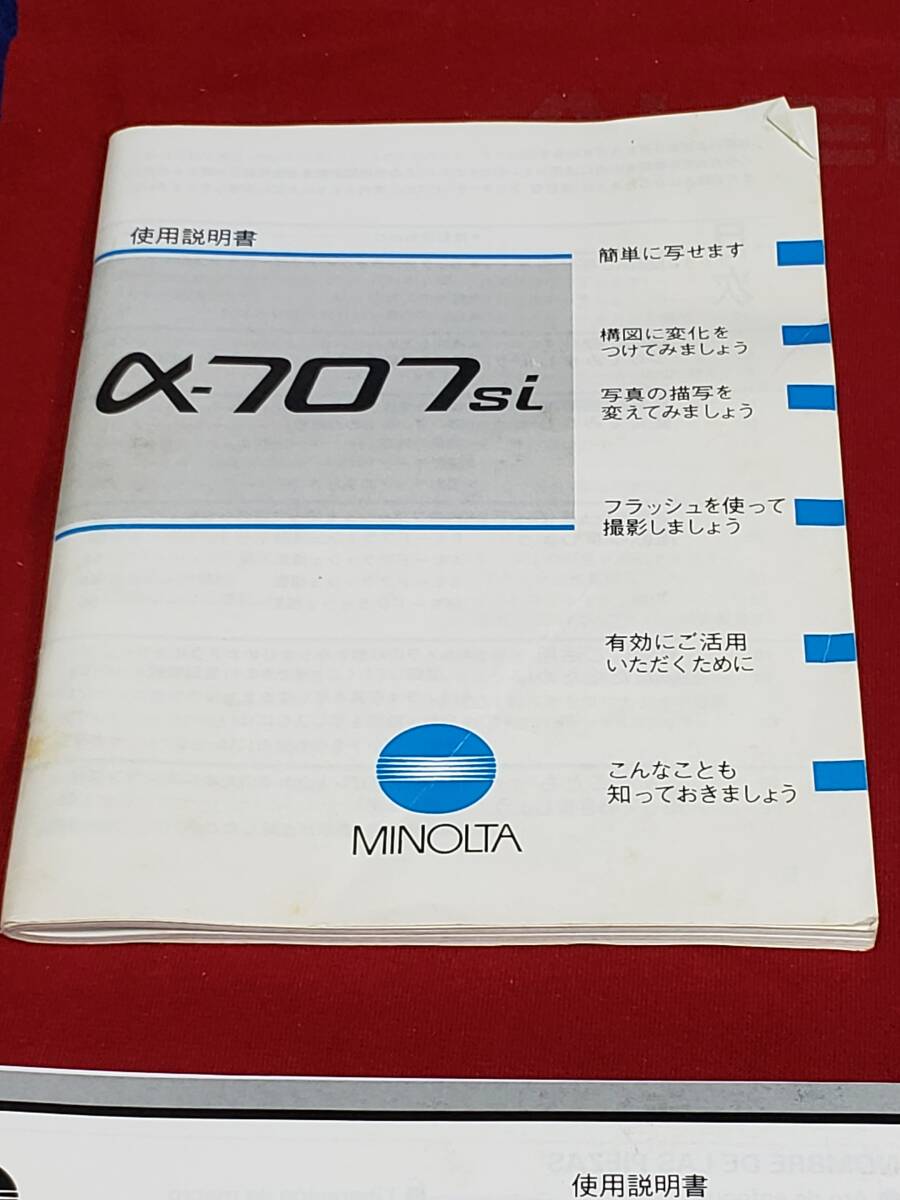 使用説明書
α-707si
簡単に写せます
構図に変化を
つけてみましょう
写真の描写を
変えてみましょう
フラッシュを使って
撮影しましょう
有効にご活用
いただくために
こんなことも
知っておきましょう
MINOLTA
NOMBRE DE LAS PIEZAS
使用説明書